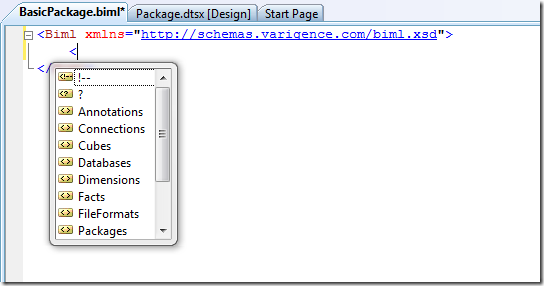 BasicPackage.biml* Package.dtsx [Design] Start Page
<Biml xmlns="http://schemas.varigence.com/biml.xsd">
<
</
!--
?
Annotations
Connections
Cubes
Databases
Dimensions
Facts
FileFormats
Packages